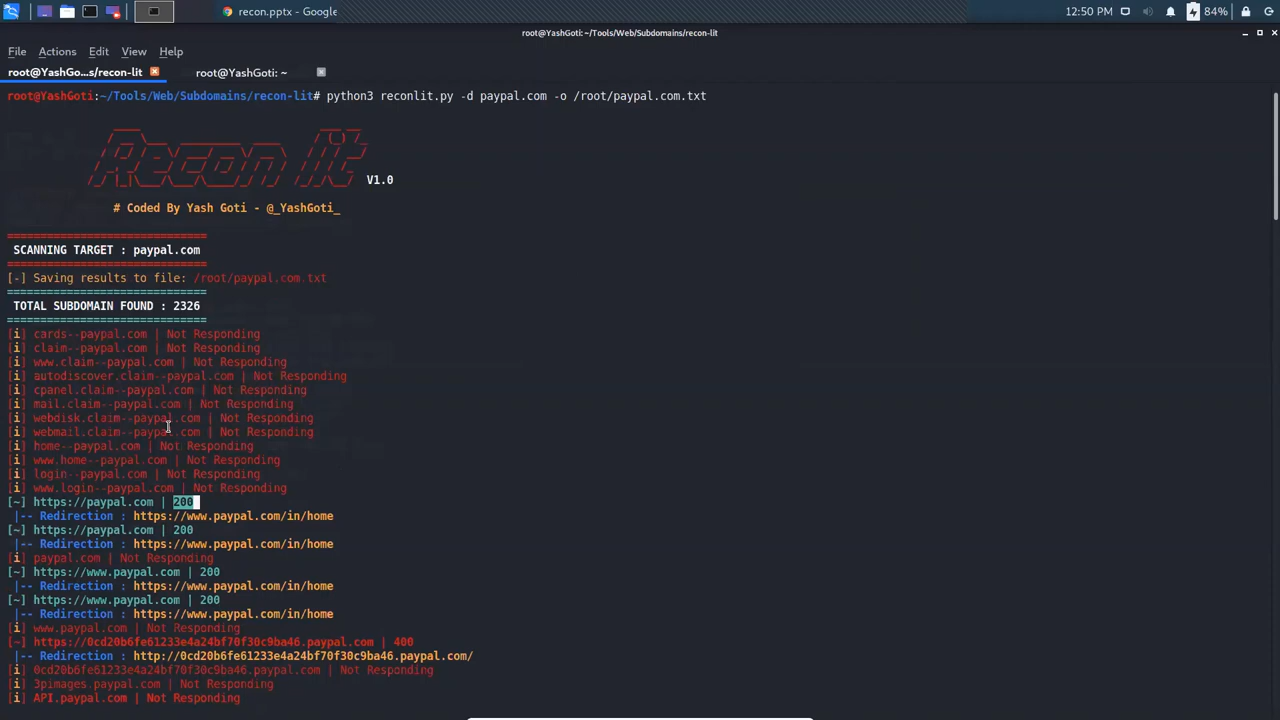 recon.pptx - Google
12:50 PM
84%
root@YashGoti: ~/Tools/Web/Subdomains/recon-lit
File Actions Edit View Help
root@YashGo...s/recon-lit
root@YashGoti: ~
root@YashGoti:~/Tools/Web/Subdomains/recon-lit# python3 reconlit.py -d paypal.com -o /root/paypal.com.txt
Recon lit
V1.0
# Coded By Yash Goti - @_YashGoti_
==============================
SCANNING TARGET : paypal.com
==============================
[-] Saving results to file: /root/paypal.com.txt
==============================
TOTAL SUBDOMAIN FOUND : 2326
==============================
[i] cards--paypal.com | Not Responding
[i] claim--paypal.com | Not Responding
[i] www.claim--paypal.com | Not Responding
[i] autodiscover.claim--paypal.com | Not Responding
[i] cpanel.claim--paypal.com | Not Responding
[i] mail.claim--paypal.com | Not Responding
[i] webdisk.claim--paypal.com | Not Responding
[i] webmail.claim--paypal.com | Not Responding
[i] home--paypal.com | Not Responding
[i] www.home--paypal.com | Not Responding
[i] login--paypal.com | Not Responding
[i] www.login--paypal.com | Not Responding
[~] https://paypal.com | 200
|-- Redirection : https://www.paypal.com/in/home
[~] https://paypal.com | 200
|-- Redirection : https://www.paypal.com/in/home
[i] paypal.com | Not Responding
[~] https://www.paypal.com | 200
|-- Redirection : https://www.paypal.com/in/home
[~] https://www.paypal.com | 200
|-- Redirection : https://www.paypal.com/in/home
[i] www.paypal.com | Not Responding
[~] https://0cd20b6fe61233e4a24bf70f30c9ba46.paypal.com | 400
|-- Redirection : http://0cd20b6fe61233e4a24bf70f30c9ba46.paypal.com/
[i] 0cd20b6fe61233e4a24bf70f30c9ba46.paypal.com | Not Responding
[i] 3pimages.paypal.com | Not Responding
[i] API.paypal.com | Not Responding